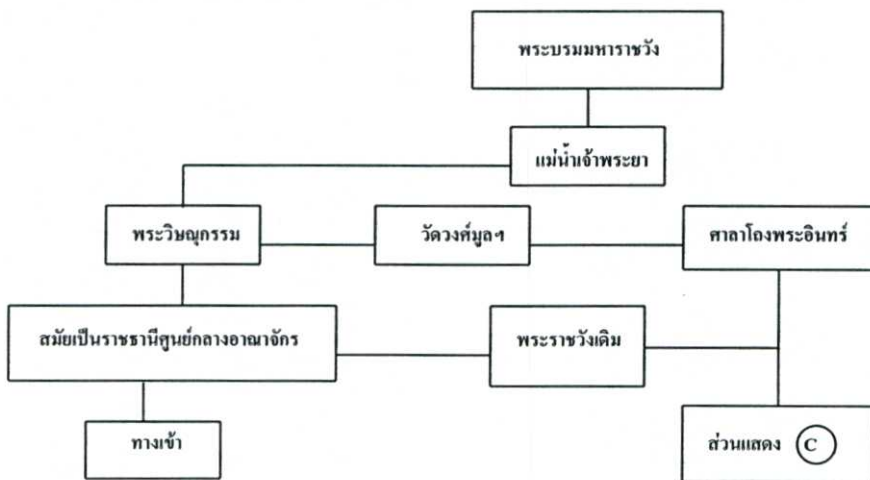 พระบรมมหาราชวัง
แม่น้ำเจ้าพระยา
พระวิษณุกรรม
วัดวงศ์มูลฯ
ศาลาโถงพระอินทร์
สมัยเป็นราชธานีศูนย์กลางอาณาจักร
พระราชวังเดิม
ทางเข้า
ส่วนแสดง C